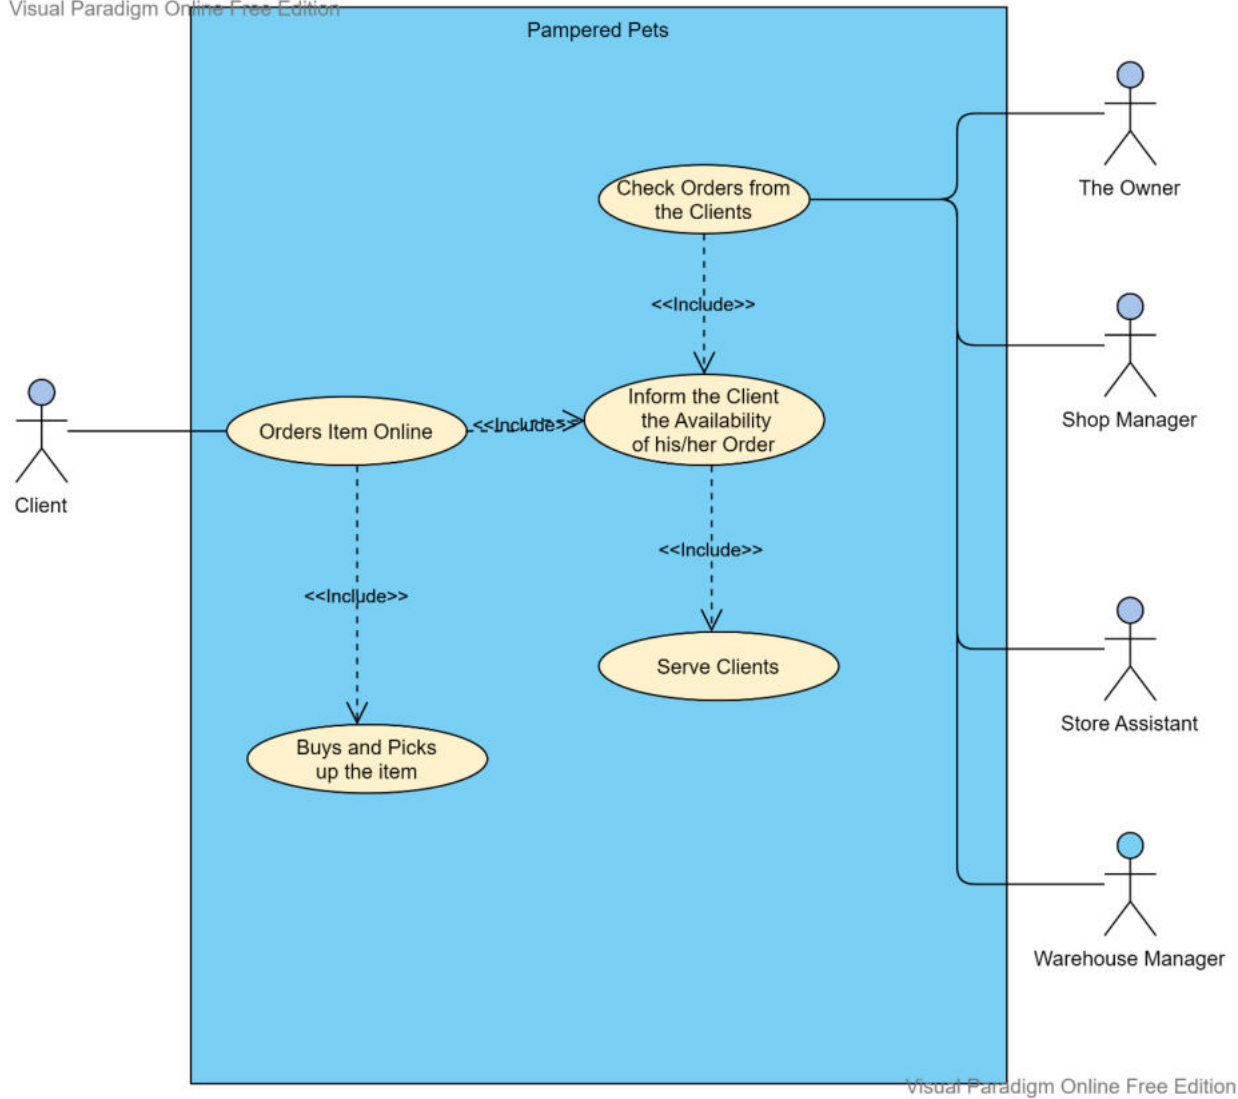 Visual Paradigm Online Free Edition
Pampered Pets
The Owner
Check Orders from
the Clients
<<Include>>
Shop Manager
Client
Orders Item Online
<<Include>>
Inform the Client
the Availability
of his/her Order
<<Include>>
<<Include>>
Serve Clients
Store Assistant
Buys and Picks
up the item
Warehouse Manager
Visual Paradigm Online Free Edition